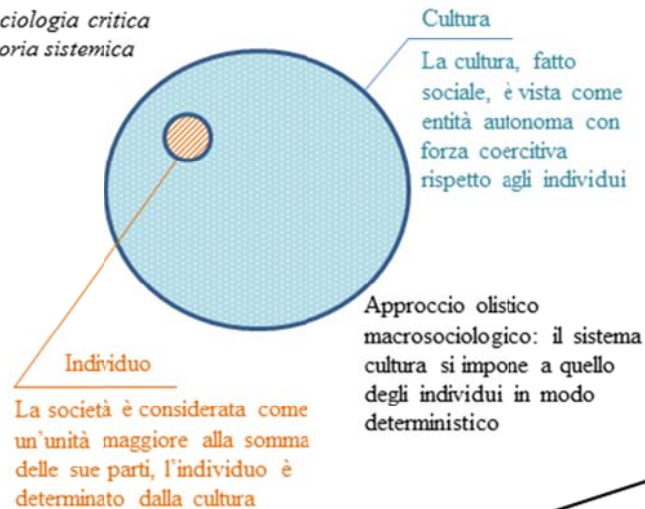 ciologia critica
oria sistemica
Cultura
La cultura, fatto
sociale, è vista come
entità autonoma con
forza coercitiva
rispetto agli individui
Approccio olistico
macrosociologico: il sistema
cultura si impone a quello
degli individui in modo
deterministico
Individuo
La società è considerata come
un'unità maggiore alla somma
delle sue parti, l'individuo è
determinato dalla cultura